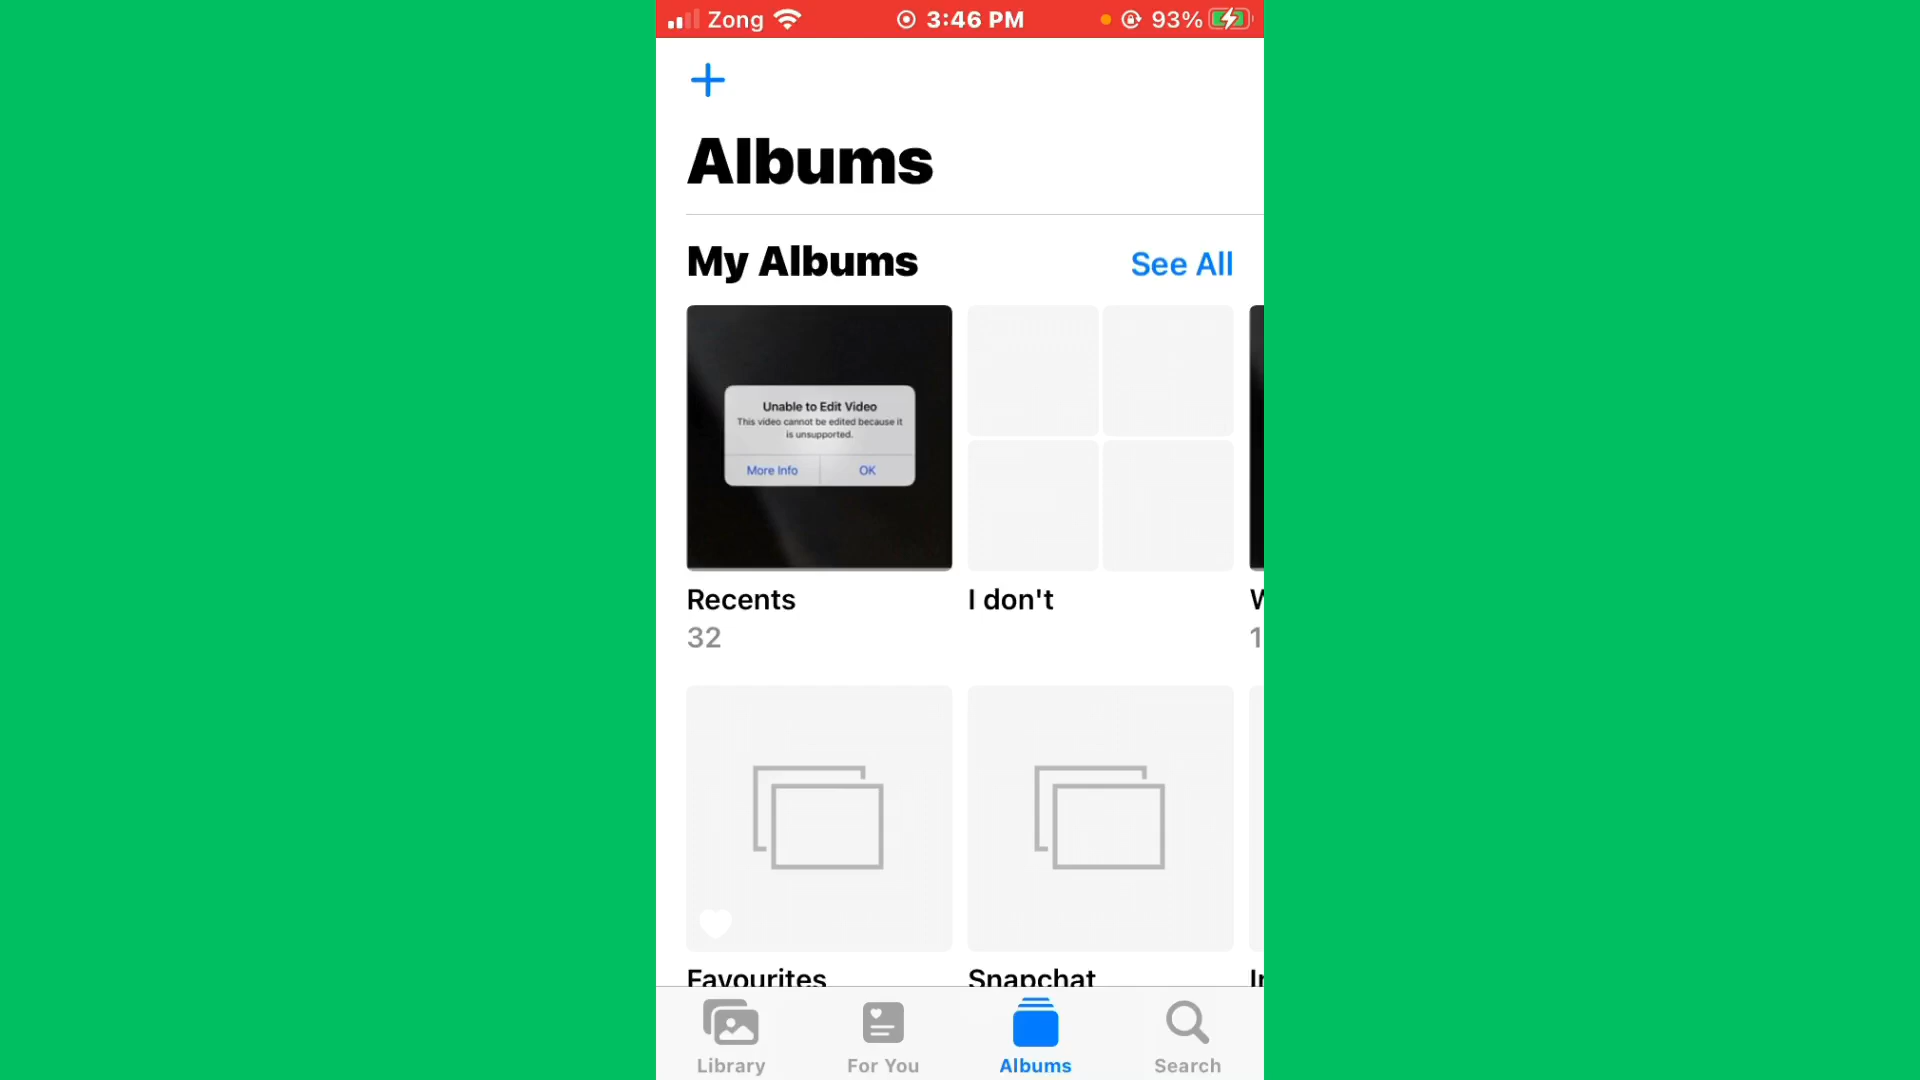 Zong 3:46 PM 93%
Albums
My Albums See All
Unable to Edit Video
This video cannot be edited because it
is unsupported.
More Info OK
Recents I don't
32 1
Favourites Snapchat
Library For You Albums Search